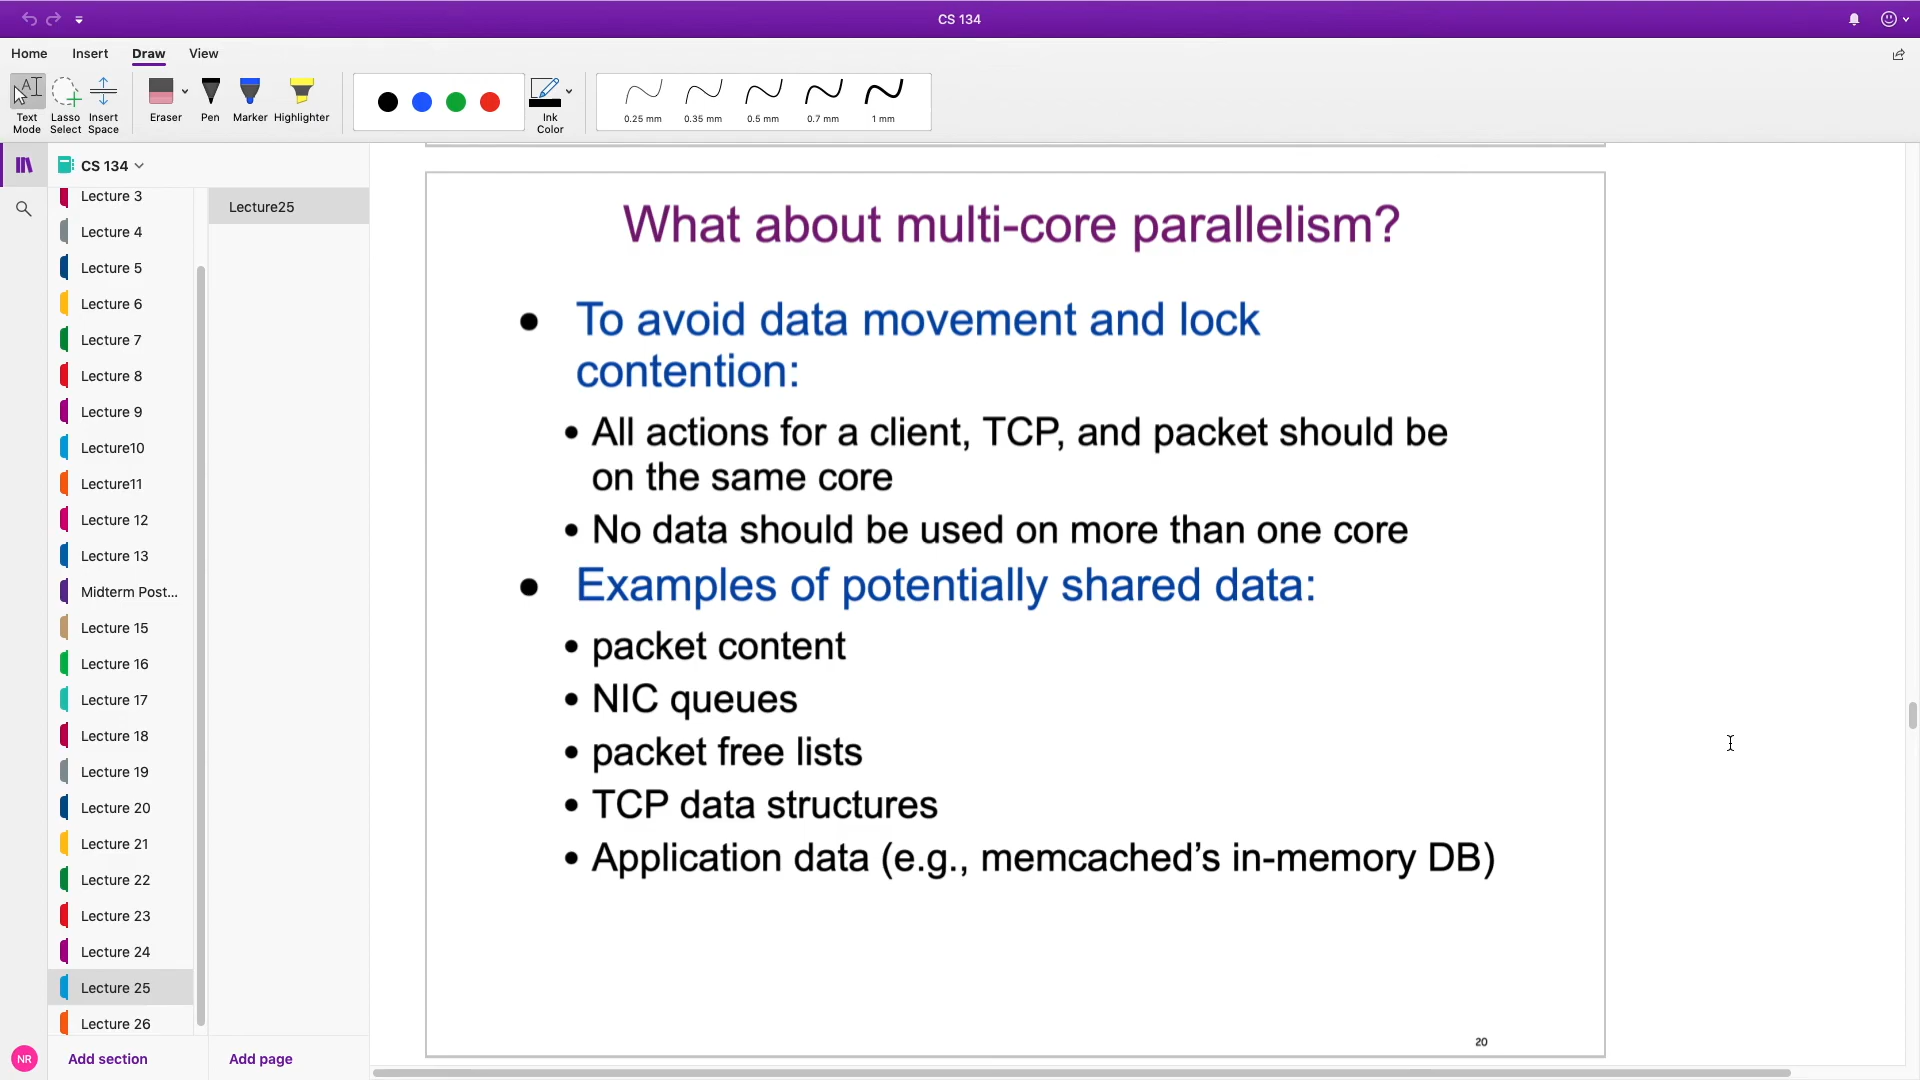 CS 134
Home Insert Draw View
Text Mode
Lasso Select
Insert Space
Eraser
Pen
Marker
Highlighter
Ink Color
0.25 mm
0.35 mm
0.5 mm
0.7 mm
1 mm
CS 134
Lecture 3
Lecture 4
Lecture 5
Lecture 6
Lecture 7
Lecture 8
Lecture 9
Lecture10
Lecture11
Lecture 12
Lecture 13
Midterm Post...
Lecture 15
Lecture 16
Lecture 17
Lecture 18
Lecture 19
Lecture 20
Lecture 21
Lecture 22
Lecture 23
Lecture 24
Lecture 25
Lecture 26
NR
Add section
Lecture25
Add page
What about multi-core parallelism?
• To avoid data movement and lock
contention:
• All actions for a client, TCP, and packet should be
on the same core
• No data should be used on more than one core
• Examples of potentially shared data:
• packet content
• NIC queues
• packet free lists
• TCP data structures
• Application data (e.g., memcached’s in-memory DB)
20